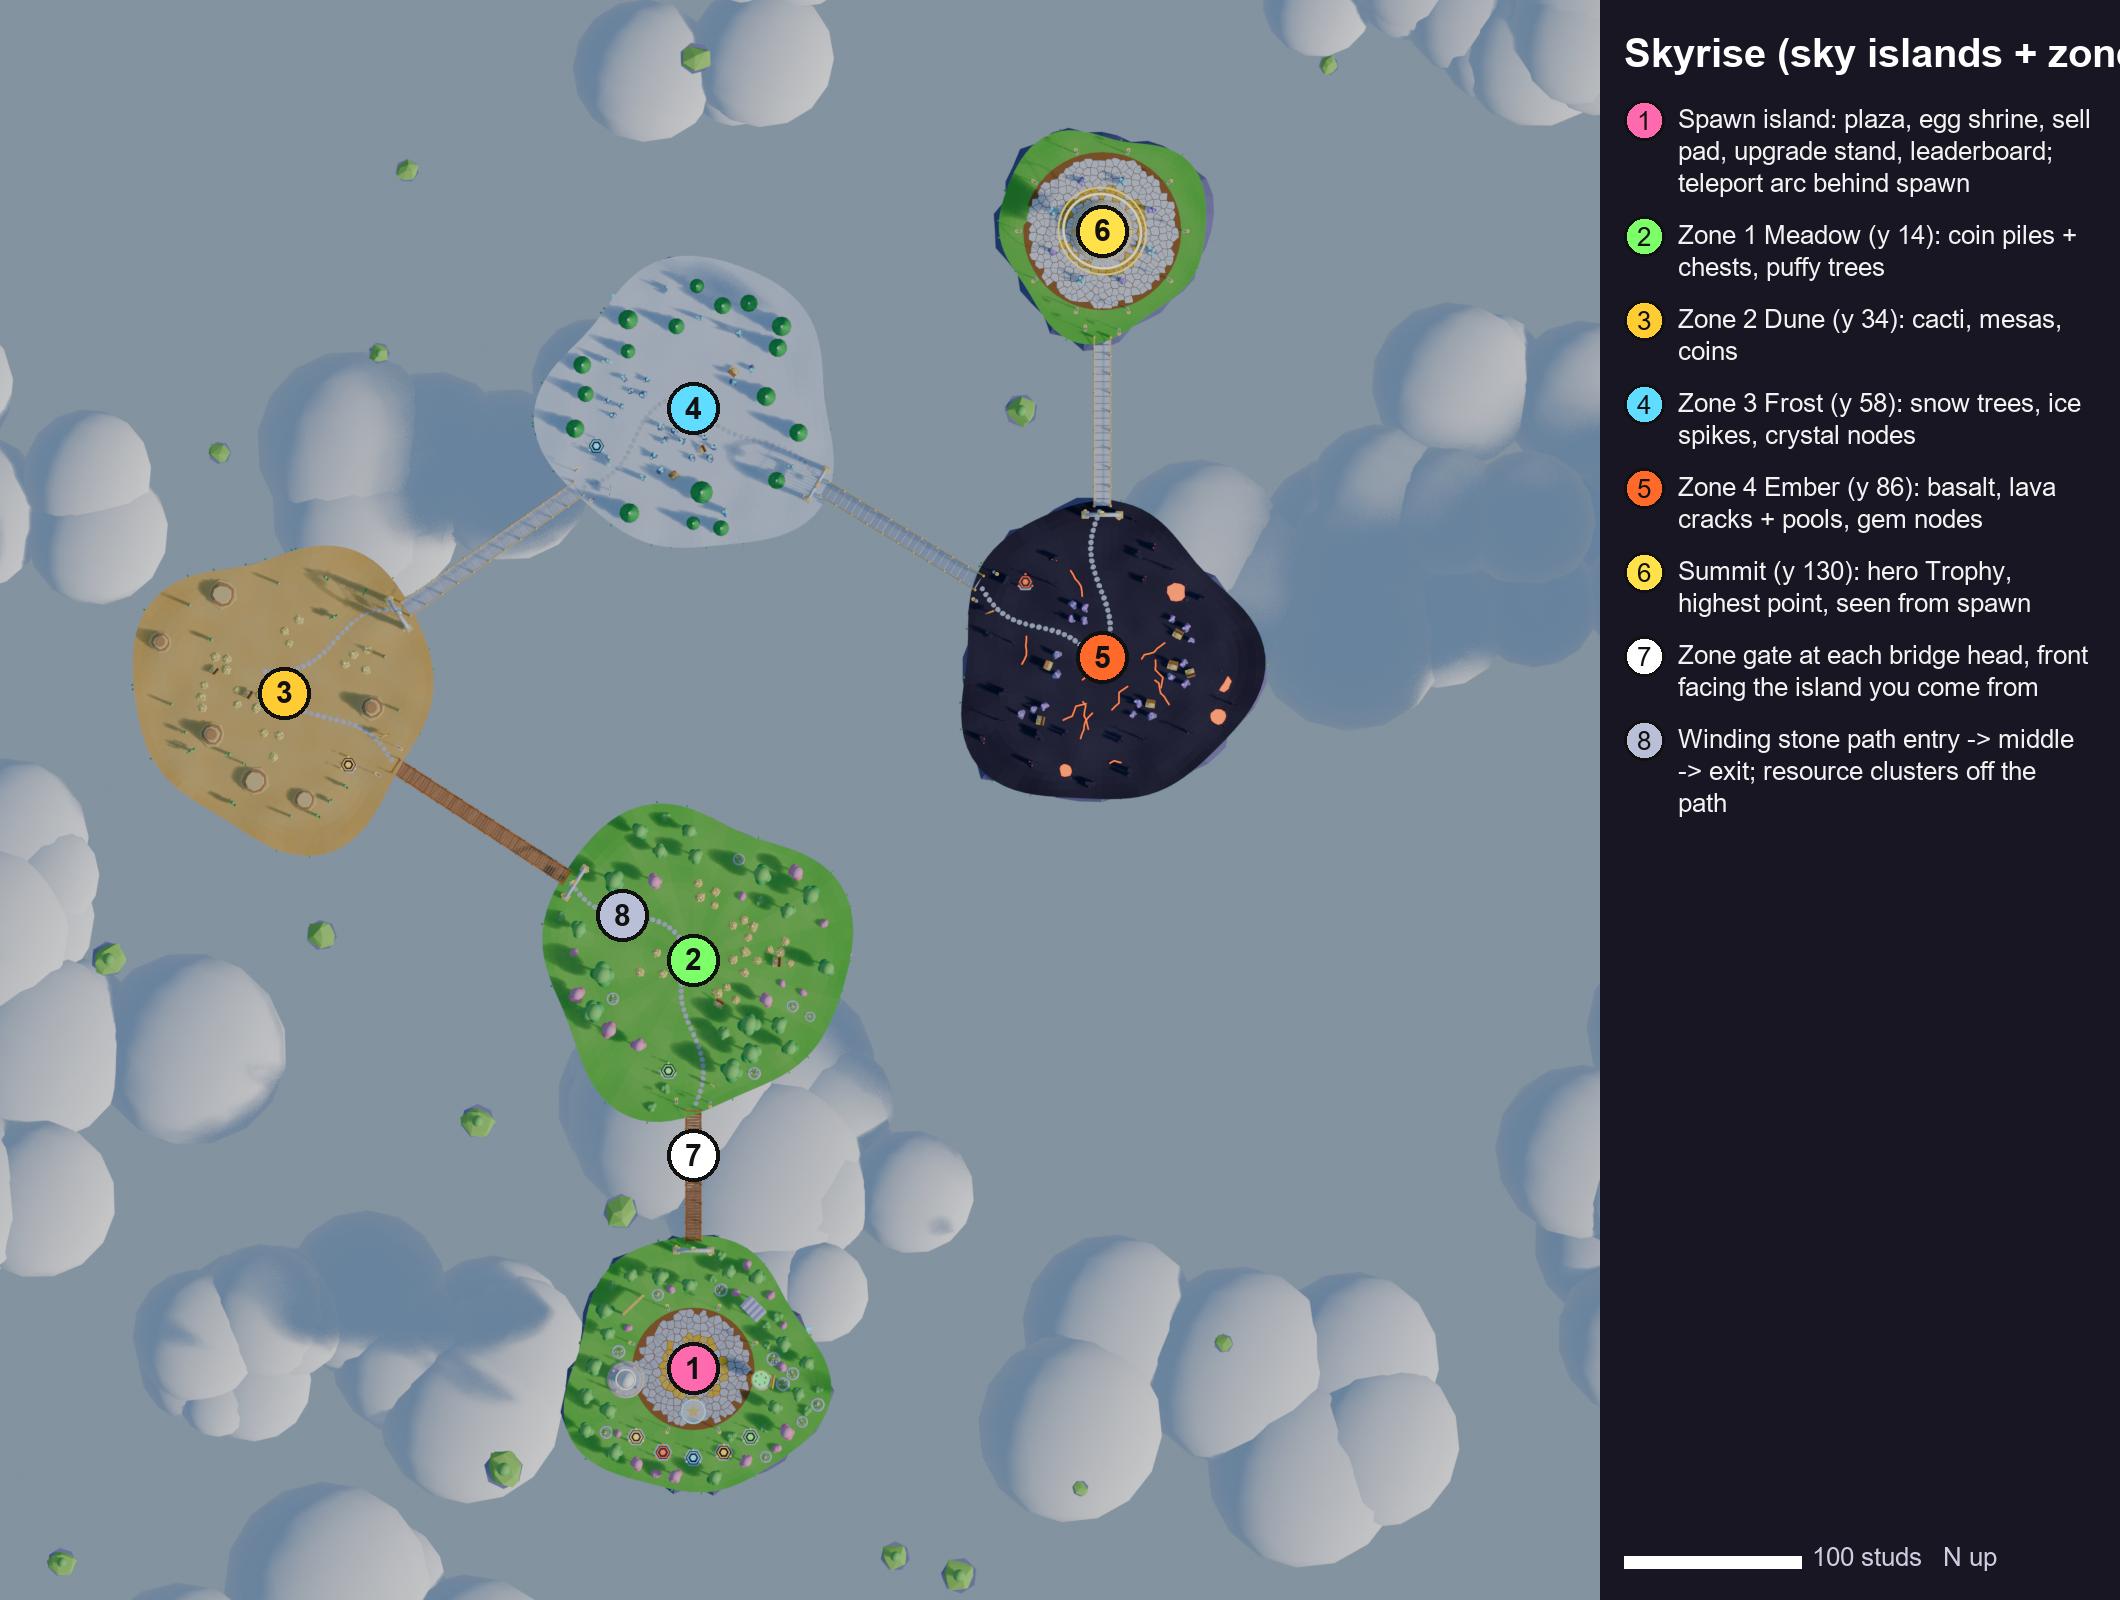 Skyrise (sky islands + zon
1 Spawn island: plaza, egg shrine, sell
pad, upgrade stand, leaderboard;
teleport arc behind spawn
2 Zone 1 Meadow (y 14): coin piles +
chests, puffy trees
3 Zone 2 Dune (y 34): cacti, mesas,
coins
4 Zone 3 Frost (y 58): snow trees, ice
spikes, crystal nodes
5 Zone 4 Ember (y 86): basalt, lava
cracks + pools, gem nodes
6 Summit (y 130): hero Trophy,
highest point, seen from spawn
7 Zone gate at each bridge head, front
facing the island you come from
8 Winding stone path entry -> middle
-> exit; resource clusters off the
path
100 studs N up
6
4
5
3
8
2
7
1